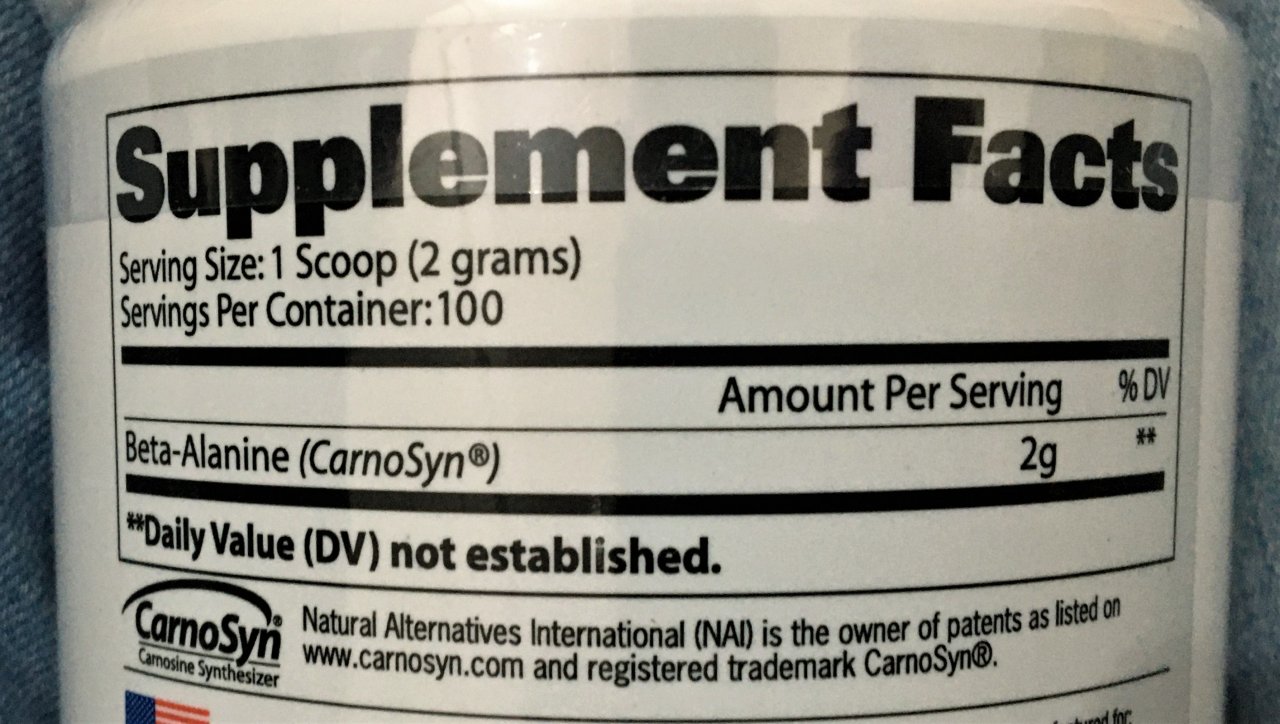 Supplement Facts
Serving Size: 1 Scoop (2 grams)
Servings Per Container:100
Amount Per Serving % DV
Beta-Alanine (CarnoSyn®) 2g **
**Daily Value (DV) not established.
CarnoSyn®
Carnosine Synthesizer
Natural Alternatives International (NAI) is the owner of patents as listed on
www.carnosyn.com and registered trademark CarnoSyn®.
for: